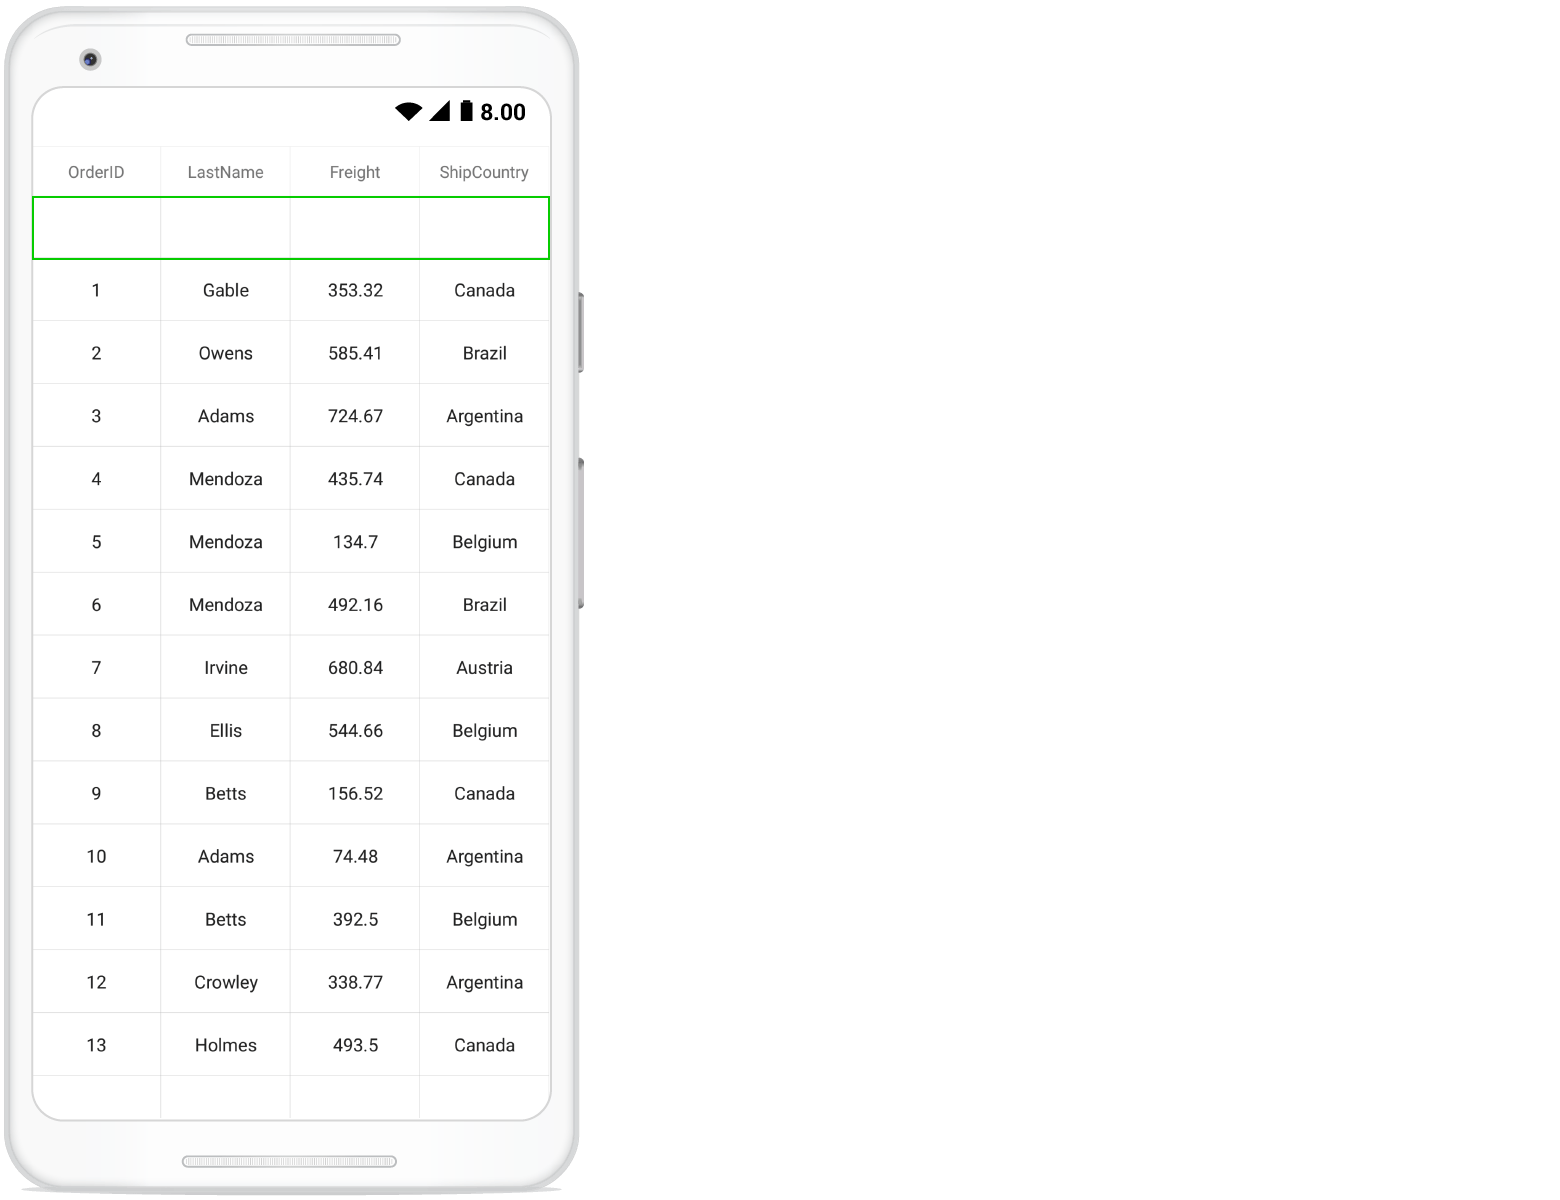 8.00
OrderID LastName Freight ShipCountry
1 Gable 353.32 Canada
2 Owens 585.41 Brazil
3 Adams 724.67 Argentina
4 Mendoza 435.74 Canada
5 Mendoza 134.7 Belgium
6 Mendoza 492.16 Brazil
7 Irvine 680.84 Austria
8 Ellis 544.66 Belgium
9 Betts 156.52 Canada
10 Adams 74.48 Argentina
11 Betts 392.5 Belgium
12 Crowley 338.77 Argentina
13 Holmes 493.5 Canada